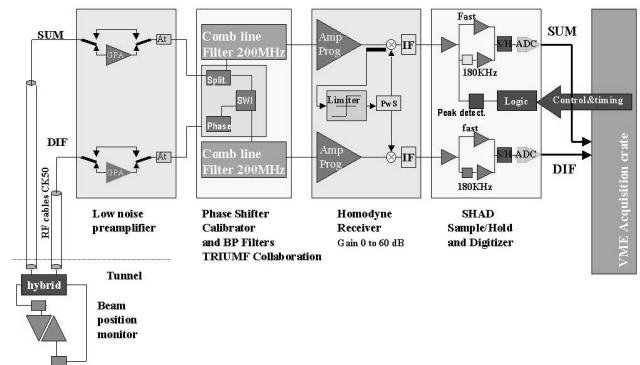 SUM
GPA
At
Comb line
Filter 200MHz
Split.
SWI
Phase
Comb line
Filter 200MHz
Amp
Prog
IF
Limiter
PwS
Amp
Prog
IF
Fast
180KHz
S/H
ADC
Peak detect.
Logic
Control&timing
fast
180KHz
S/H
ADC
SUM
DIF
VME Acquisition crate
DIF
GPA
At
RF cables CK50
Low noise
preamplifier
Phase Shifter
Calibrator
and BP Filters
TRIUMF Collaboration
Homodyne
Receiver
Gain 0 to 60 dB
SHAD
Sample/Hold
and Digitizer
Tunnel
hybrid
Beam
position
monitor